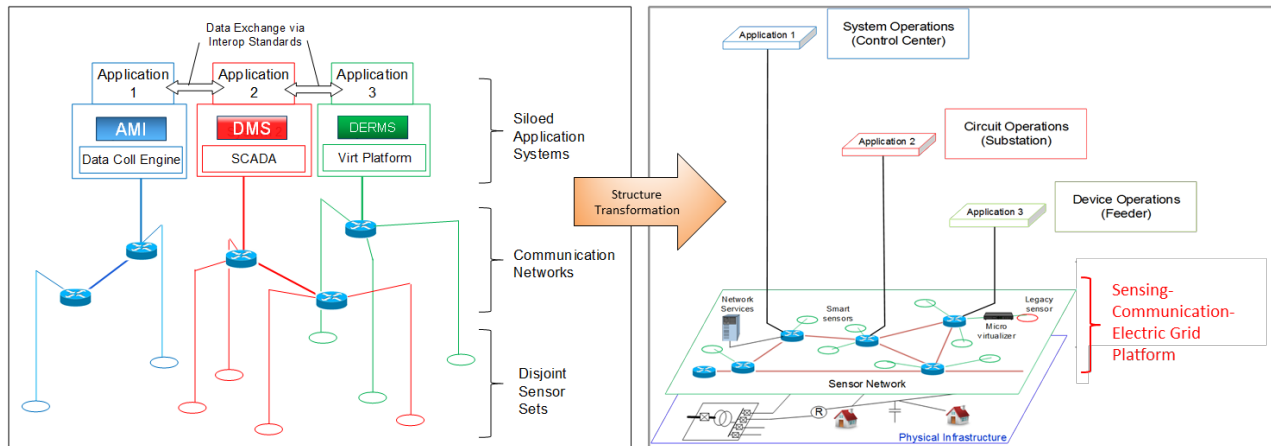 Data Exchange via
Interop Standards
Application
1
Application
2
Application
3
AMI
DMS
DERMS
Data Coll Engine
SCADA
Virt Platform
Siloed
Application
Systems
Communication
Networks
Disjoint
Sensor
Sets
Structure
Transformation
Application 1
System Operations
(Control Center)
Application 2
Circuit Operations
(Substation)
Application 3
Device Operations
(Feeder)
Network
Services
Smart
sensors
Legacy
sensor
Micro
virtualizer
Sensor Network
R
Physical Infrastructure
Sensing-
Communication-
Electric Grid
Platform